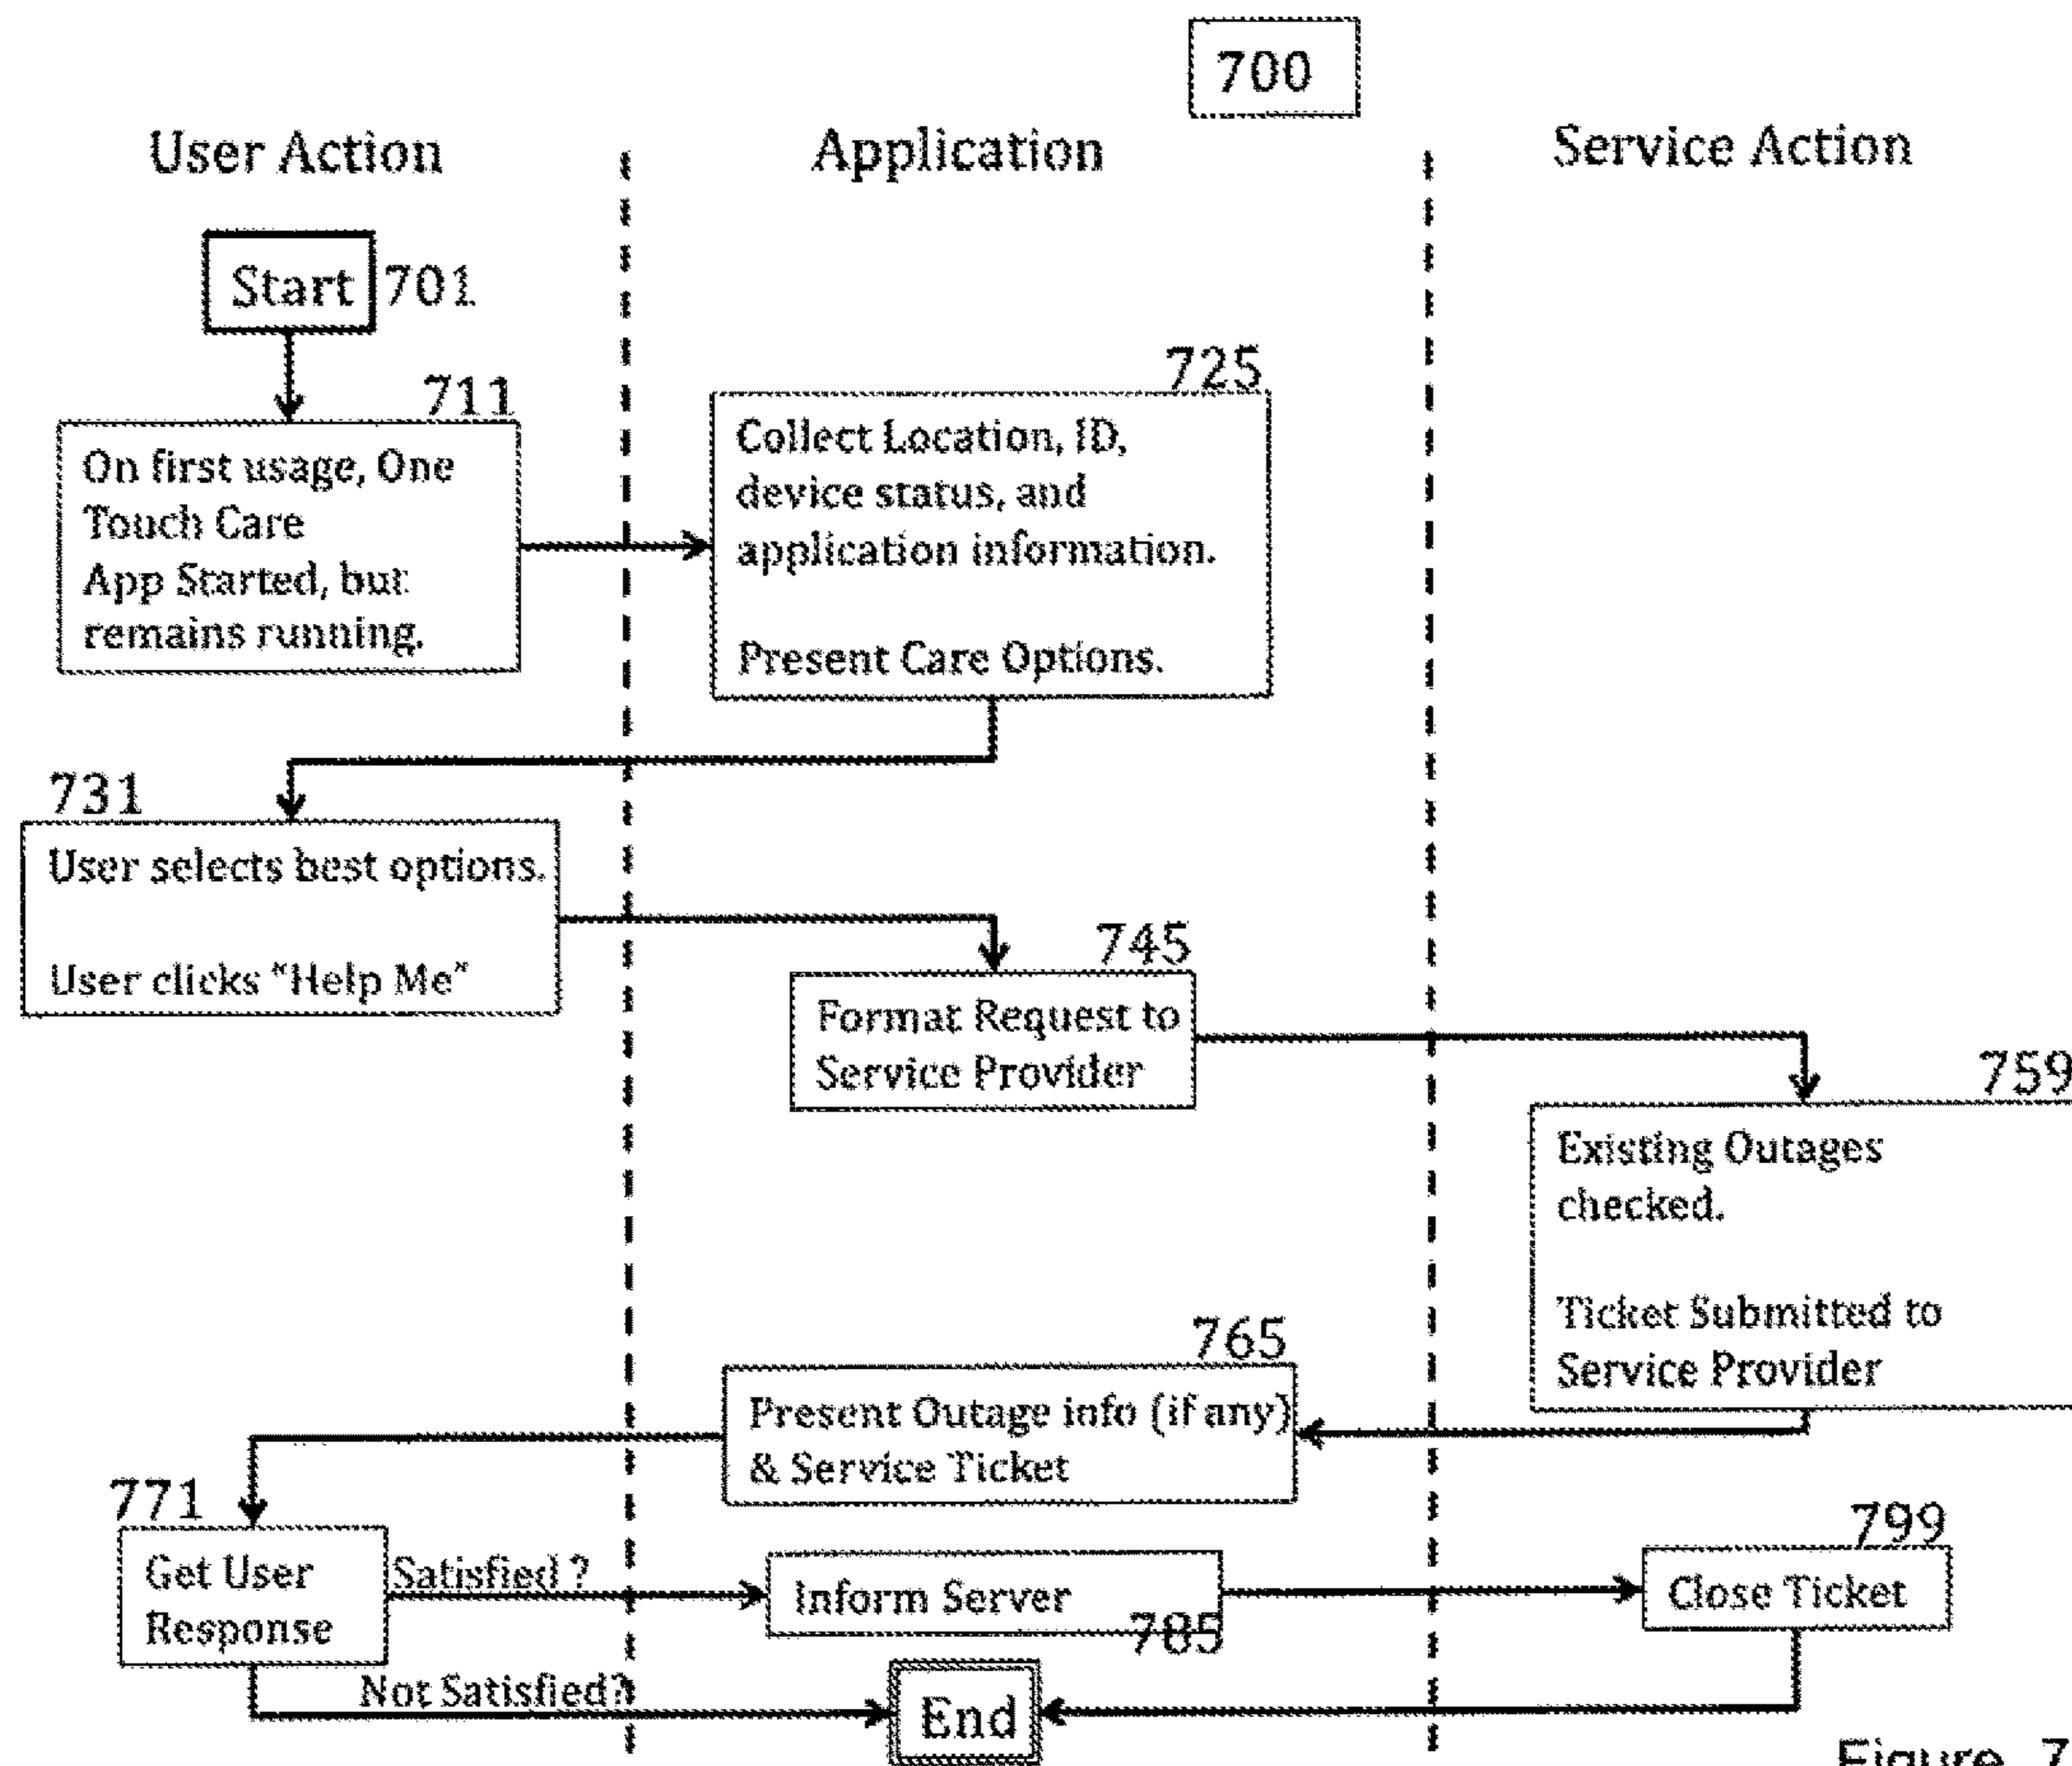 700
User Action
Application
Service Action
Start
701
711
On first usage, One
Touch Care
App Started, but
remains running.
725
Collect Location, ID,
device status, and
application information.
Present Care Options.
731
User selects best options.
User clicks "Help Me"
745
Format Request to
Service Provider
759
Existing Outages
checked.
Ticket Submitted to
Service Provider
765
Present Outage info (if any)
& Service Ticket
771
Get User
Response
Satisfied ?
Inform Server
785
799
Close Ticket
Not Satisfied?
End
Figure 7